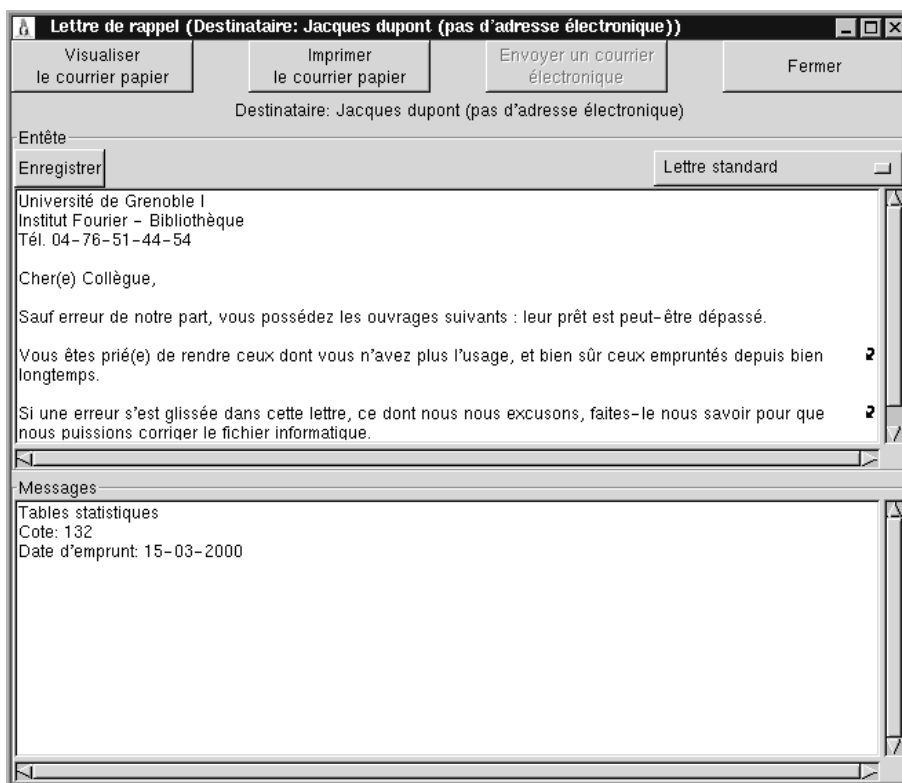 Lettre de rappel (Destinataire: Jacques dupont (pas d'adresse électronique))
Visualiser
le courrier papier
Imprimer
le courrier papier
Envoyer un courrier
électronique
Fermer
Destinataire: Jacques dupont (pas d'adresse électronique)
Entête
Enregistrer
Lettre standard
Université de Grenoble I
Institut Fourier – Bibliothèque
Tél. 04-76-51-44-54
Cher(e) Collègue,
Sauf erreur de notre part, vous possédez les ouvrages suivants : leur prêt est peut-être dépassé.
Vous êtes prié(e) de rendre ceux dont vous n'avez plus l'usage, et bien sûr ceux empruntés depuis bien
longtemps.
Si une erreur s'est glissée dans cette lettre, ce dont nous nous excusons, faites-le nous savoir pour que
nous puissions corriger le fichier informatique.
Messages
Tables statistiques
Cote: 132
Date d'emprunt: 15-03-2000